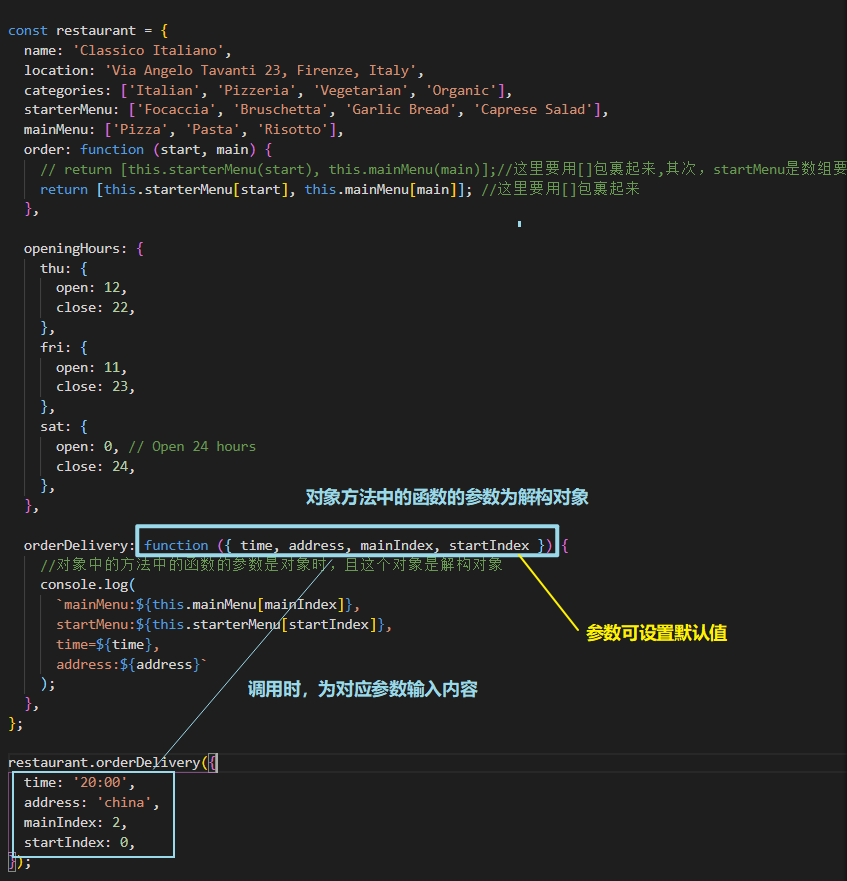 const restaurant = {
name: 'Classico Italiano',
location: 'Via Angelo Tavanti 23, Firenze, Italy',
categories: ['Italian', 'Pizzeria', 'Vegetarian', 'Organic'],
starterMenu: ['Focaccia', 'Bruschetta', 'Garlic Bread', 'Caprese Salad'],
mainMenu: ['Pizza', 'Pasta', 'Risotto'],
order: function (start, main) {
// return [this.starterMenu(start), this.mainMenu(main)];//这里要用[]包裹起来,其次，startMenu是数组要
return [this.starterMenu[start], this.mainMenu[main]]; //这里要用[]包裹起来
},
openingHours: {
thu: {
open: 12,
close: 22,
},
fri: {
open: 11,
close: 23,
},
sat: {
open: 0, // Open 24 hours
close: 24,
},
},
对象方法中的函数的参数为解构对象
orderDelivery: function ({ time, address, mainIndex, startIndex }) {
//对象中的方法中的函数的参数是对象时，且这个对象是解构对象
console.log(
`mainMenu:${this.mainMenu[mainIndex]},
startMenu:${this.starterMenu[startIndex]},
参数可设置默认值
time=${time},
address:${address}`
);
调用时，为对应参数输入内容
},
};
restaurant.orderDelivery({
time: '20:00',
address: 'china',
mainIndex: 2,
startIndex: 0,
});